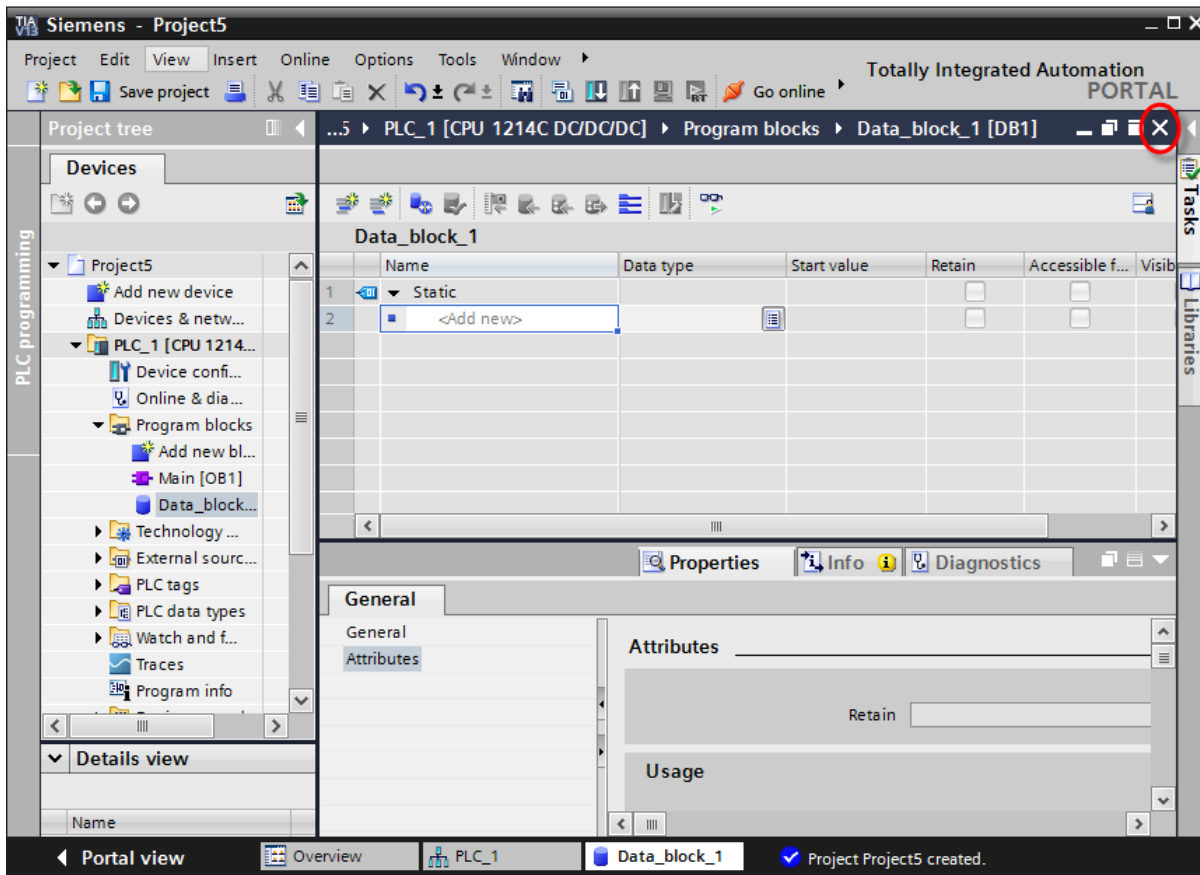 TIA V13 Siemens - Project5
Project Edit View Insert Online Options Tools Window
Save project Go online
Totally Integrated Automation
PORTAL
Project tree
...5 PLC_1 [CPU 1214C DC/DC/DC] Program blocks Data_block_1 [DB1]
Devices
Tasks
Libraries
PLC programming
Data_block_1
Name Data type Start value Retain Accessible f... Visib
1 Static
2 <Add new>
Project5
Add new device
Devices & netw...
PLC_1 [CPU 1214...
Device confi...
Online & dia...
Program blocks
Add new bl...
Main [OB1]
Data_block...
Technology ...
External sourc...
PLC tags
PLC data types
Watch and f...
Traces
Program info
Details view
Name
Properties Info Diagnostics
General
General
Attributes
Attributes
Retain
Usage
Portal view Overview PLC_1 Data_block_1 Project Project5 created.